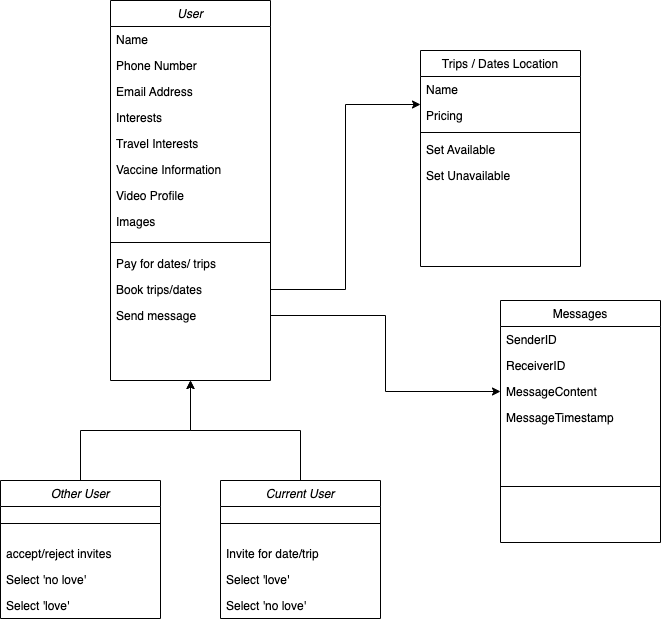 User
Name
Phone Number
Email Address
Interests
Travel Interests
Vaccine Information
Video Profile
Images
Pay for dates/ trips
Book trips/dates
Send message
Trips / Dates Location
Name
Pricing
Set Available
Set Unavailable
Messages
SenderID
ReceiverID
MessageContent
MessageTimestamp
Other User
accept/reject invites
Select 'no love'
Select 'love'
Current User
Invite for date/trip
Select 'love'
Select 'no love'